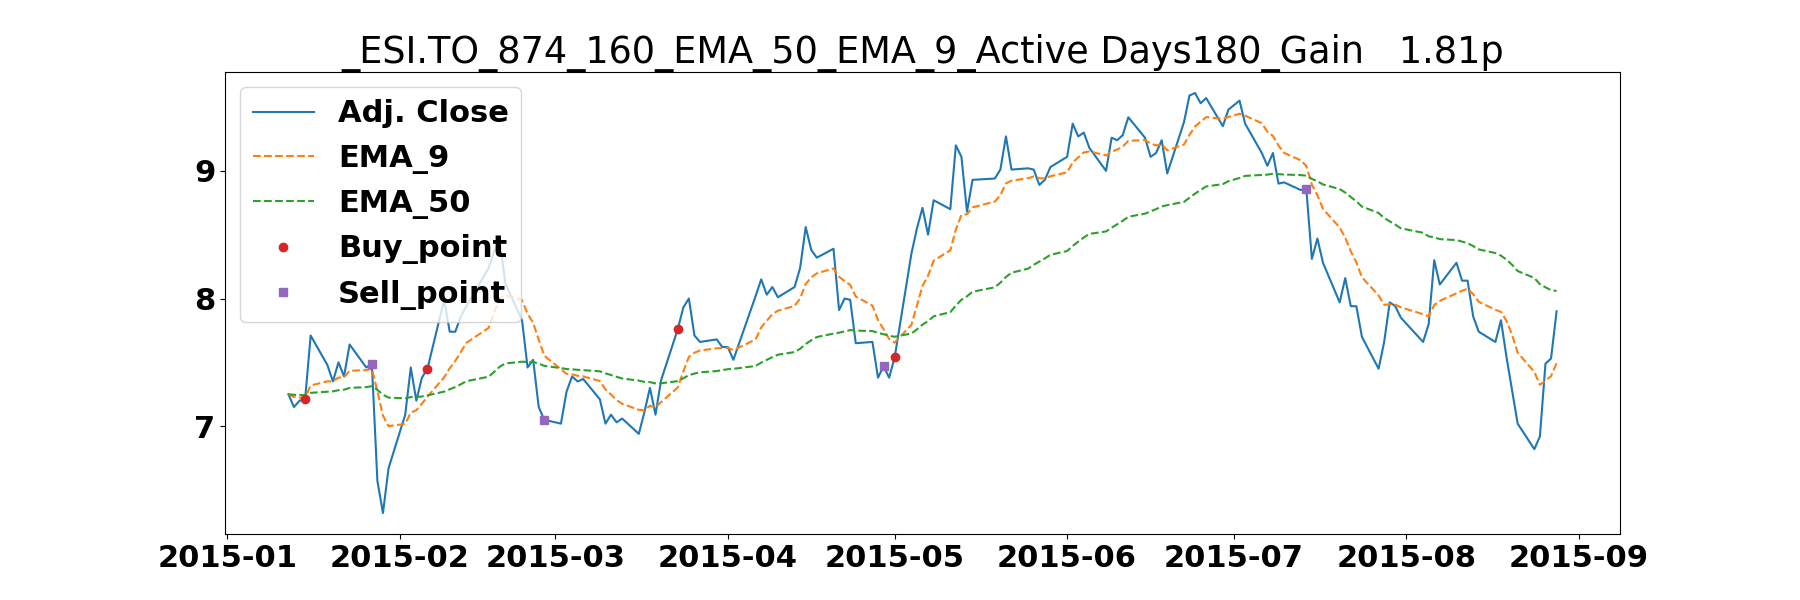 _ESI.TO_874_160_EMA_50_EMA_9_Active Days180_Gain   1.81p
Adj. Close
EMA_9
EMA_50
Buy_point
Sell_point
9
8
7
2015-01 2015-02 2015-03 2015-04 2015-05 2015-06 2015-07 2015-08 2015-09